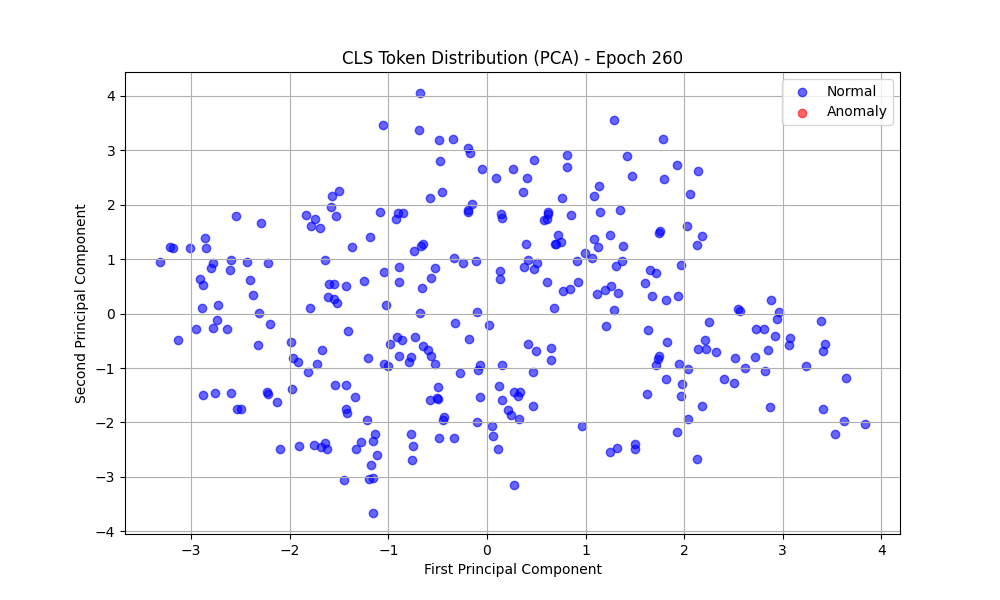 CLS Token Distribution (PCA) - Epoch 260
Normal
Anomaly
Second Principal Component
4
3
2
1
0
−1
−2
−3
−4
−3 −2 −1 0 1 2 3 4
First Principal Component